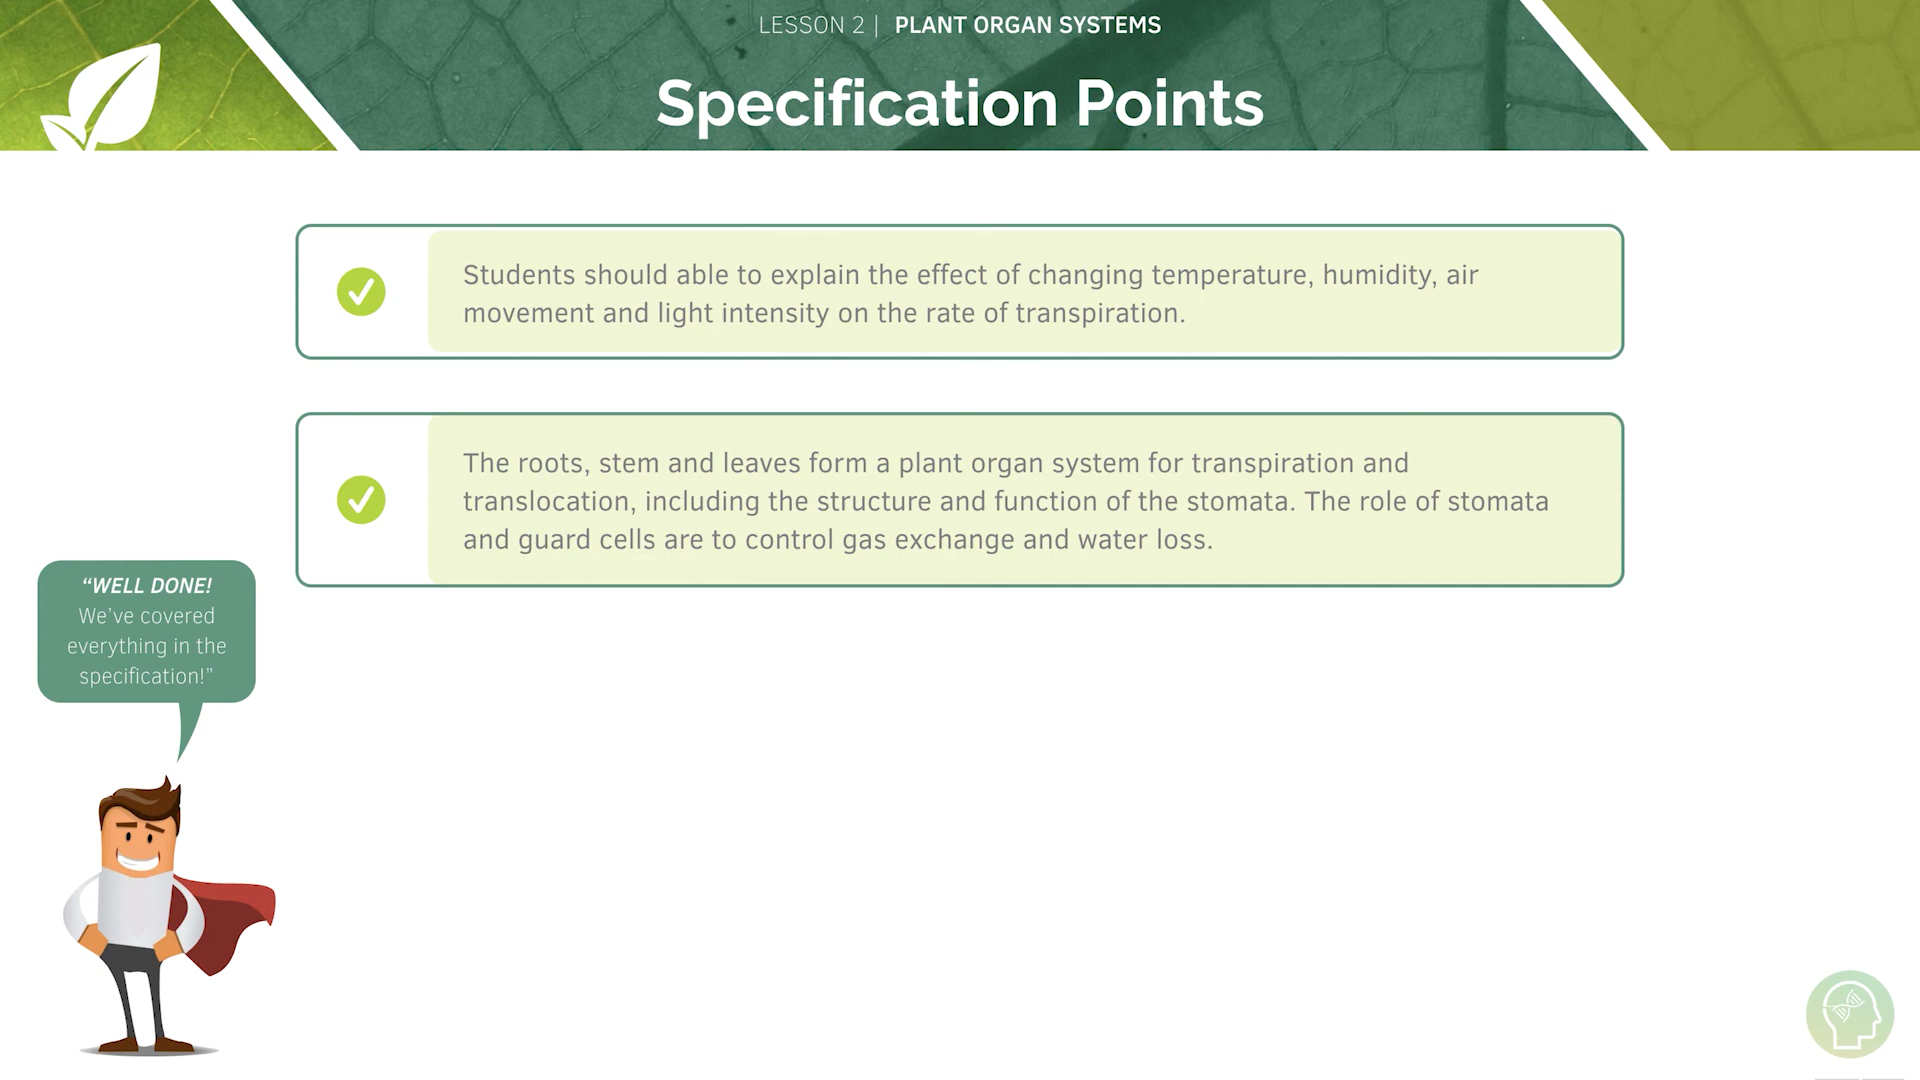 LESSON 2 | PLANT ORGAN SYSTEMS
Specification Points
Students should able to explain the effect of changing temperature, humidity, air
movement and light intensity on the rate of transpiration.
The roots, stem and leaves form a plant organ system for transpiration and
translocation, including the structure and function of the stomata. The role of stomata
and guard cells are to control gas exchange and water loss.
“WELL DONE!
We’ve covered
everything in the
specification!”